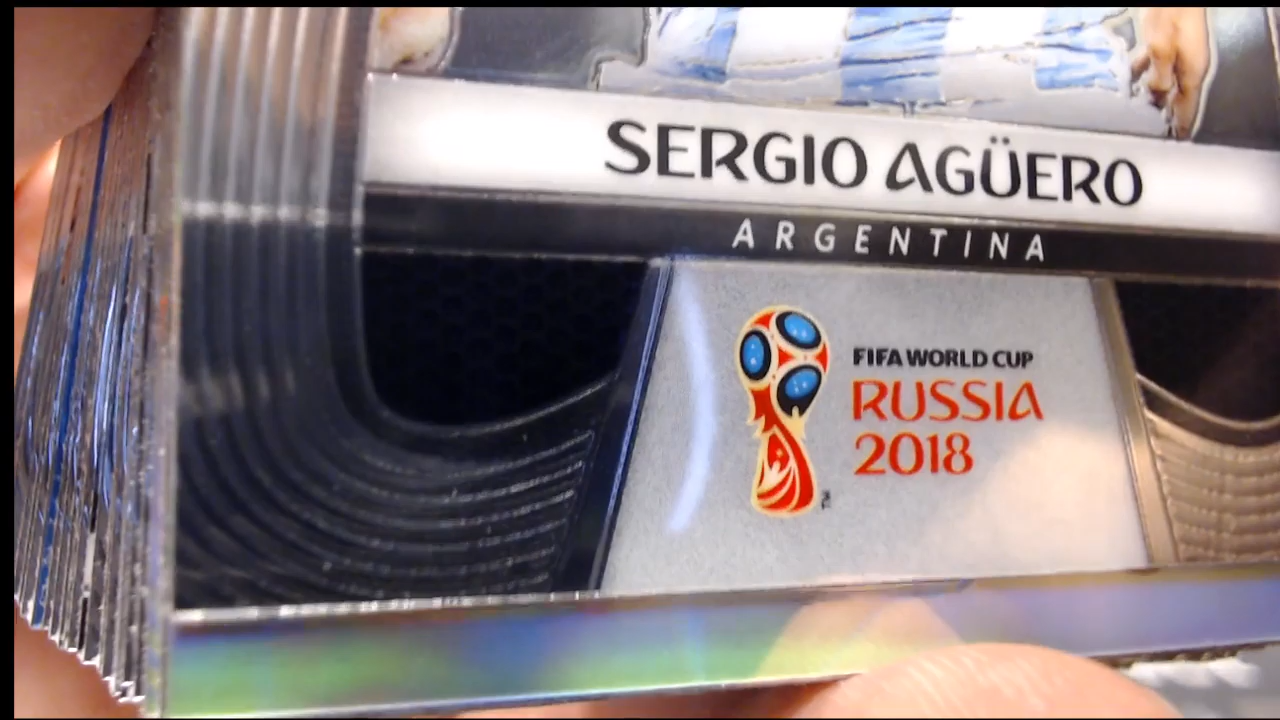 SERGIO AGÜERO
ARGENTINA
FIFA WORLD CUP
RUSSIA
2018